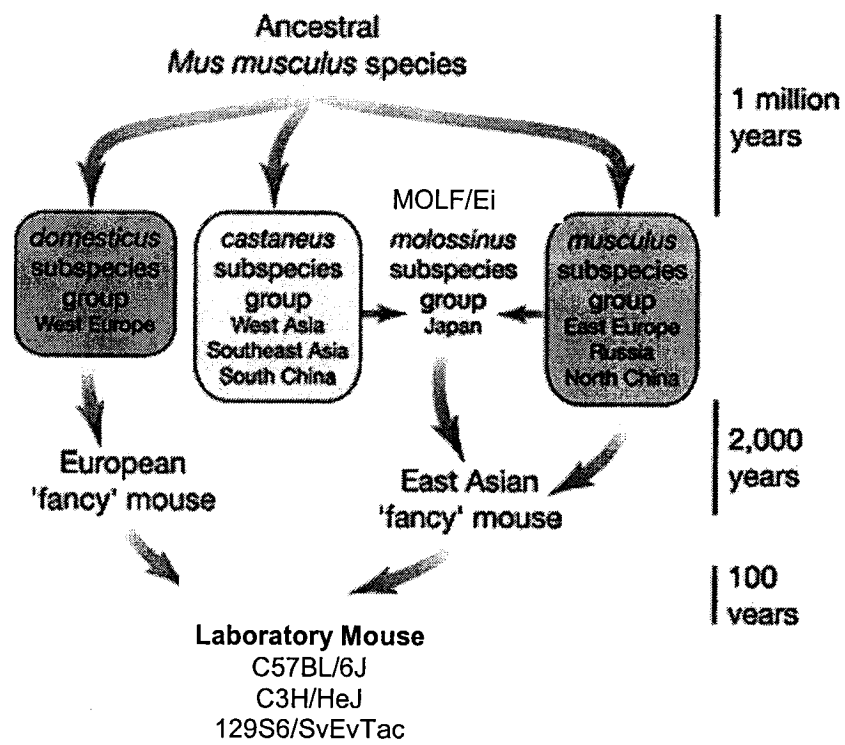 Ancestral
Mus musculus species
1 million
years
MOLF/Ei
domesticus
subspecies
group
West Europe
castaneus
subspecies
group
West Asia
Southeast Asia
South China
molossinus
subspecies
group
Japan
musculus
subspecies
group
East Europe
Russia
North China
2,000
years
European
'fancy' mouse
East Asian
'fancy' mouse
100
years
Laboratory Mouse
C57BL/6J
C3H/HeJ
129S6/SvEvTac